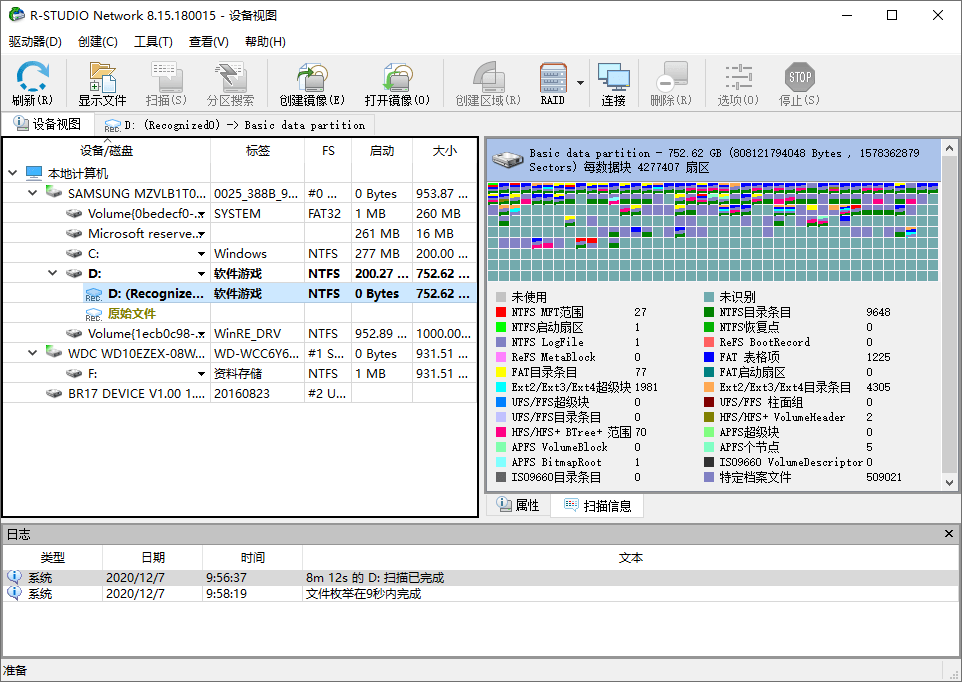 R-STUDIO Network 8.15.180015 - 设备视图
驱动器(D) 创建(C) 工具(T) 查看(V) 帮助(H)
刷新(R) 显示文件 扫描(S) 分区搜索 创建镜像(E) 打开镜像(O) 创建区域(R) RAID 连接 删除(R) 选项(O) 停止(S)
设备视图 REC D: (Recognized0) -> Basic data partition
设备/磁盘 标签 FS 启动 大小
本地计算机
SAMSUNG MZVLB1T0... 0025_388B_9... #0 ... 0 Bytes 953.87 ...
Volume{0bedecf0-... SYSTEM FAT32 1 MB 260 MB
Microsoft reserve... 261 MB 16 MB
C: Windows NTFS 277 MB 200.00 ...
D: 软件游戏 NTFS 200.27 ... 752.62 ...
REC D: (Recognize... 软件游戏 NTFS 0 Bytes 752.62 ...
REC 原始文件
Volume{1ecb0c98-... WinRE_DRV NTFS 952.89 ... 1000.00...
WDC WD10EZEX-08W... WD-WCC6Y6... #1 S... 0 Bytes 931.51 ...
F: 资料存储 NTFS 1 MB 931.51 ...
BR17 DEVICE V1.00 1.... 20160823 #2 U...
Basic data partition - 752.62 GB (808121794048 Bytes , 1578362879
Sectors) 每数据块 4277407 扇区
未使用 未识别
NTFS MFT范围 27 NTFS目录条目 9648
NTFS启动扇区 1 NTFS恢复点 0
NTFS LogFile 1 ReFS BootRecord 0
ReFS MetaBlock 0 FAT 表格项 1225
FAT目录条目 77 FAT启动扇区 0
Ext2/Ext3/Ext4超级块 1981 Ext2/Ext3/Ext4目录条目 4305
UFS/FFS超级块 0 UFS/FFS 柱面组 0
UFS/FFS目录条目 0 HFS/HFS+ VolumeHeader 2
HFS/HFS+ BTree+ 范围 70 APFS超级块 0
APFS VolumeBlock 0 APFS个节点 5
APFS BitmapRoot 1 ISO9660 VolumeDescriptor 0
ISO9660目录条目 0 特定档案文件 509021
属性 扫描信息
日志
类型 日期 时间 文本
系统 2020/12/7 9:56:37 8m 12s 的 D: 扫描已完成
系统 2020/12/7 9:58:19 文件枚举在9秒内完成
准备